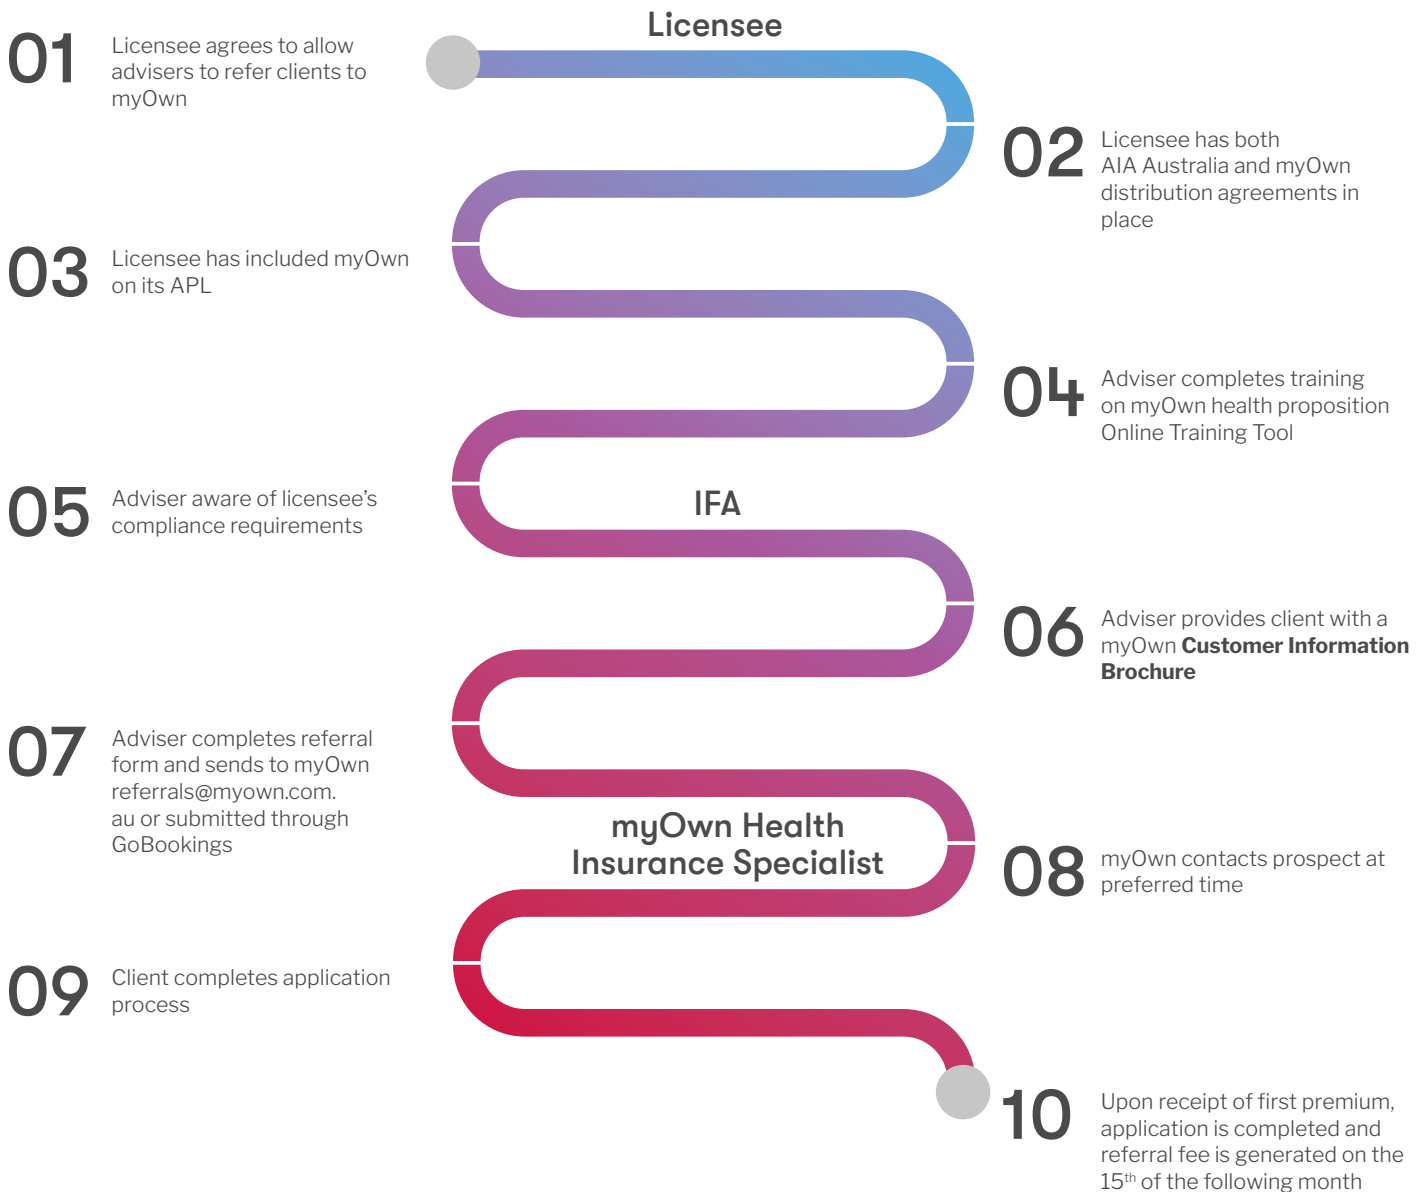 Licensee
01
Licensee agrees to allow
advisers to refer clients to
myOwn
02
Licensee has both
AIA Australia and myOwn
distribution agreements in
place
03
Licensee has included myOwn
on its APL
04
Adviser completes training
on myOwn health proposition
Online Training Tool
05
Adviser aware of licensee’s
compliance requirements
IFA
06
Adviser provides client with a
myOwn Customer Information
Brochure
07
Adviser completes referral
form and sends to myOwn
referrals@myown.com.
au or submitted through
GoBookings
myOwn Health
Insurance Specialist
08
myOwn contacts prospect at
preferred time
09
Client completes application
process
10
Upon receipt of first premium,
application is completed and
referral fee is generated on the
15th of the following month